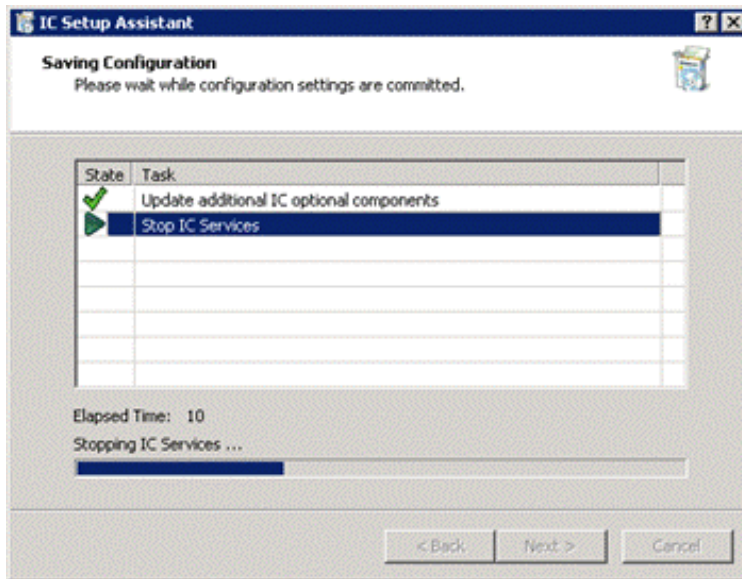 IC Setup Assistant
Saving Configuration
Please wait while configuration settings are committed.
State Task
Update additional IC optional components
Stop IC Services
Elapsed Time: 10
Stopping IC Services ...
< Back Next > Cancel